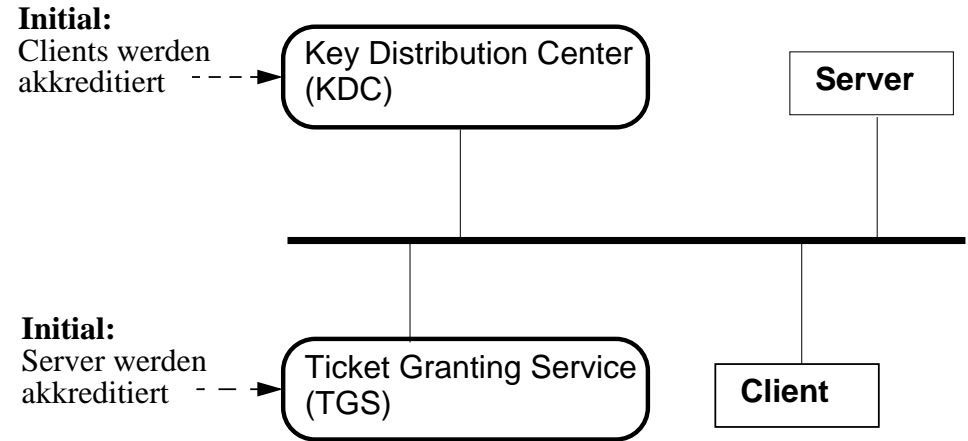 Initial:
Clients werden
akkreditiert
Key Distribution Center
(KDC)
Server
Initial:
Server werden
akkreditiert
Ticket Granting Service
(TGS)
Client